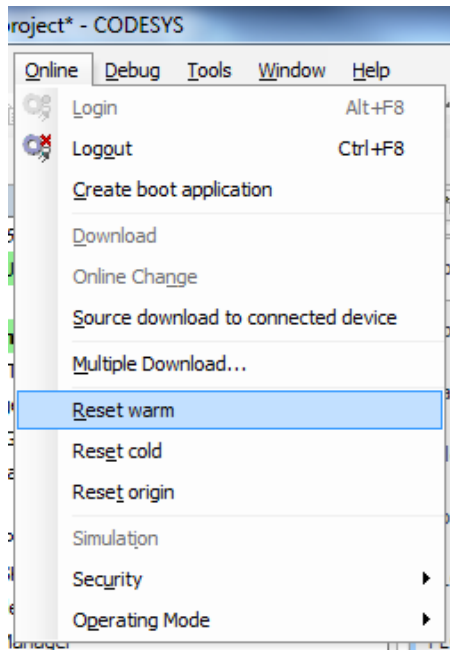 roject* - CODESYS
Online Debug Tools Window Help
Login Alt+F8
Logout Ctrl+F8
Create boot application
Download
Online Change
Source download to connected device
Multiple Download...
Reset warm
Reset cold
Reset origin
Simulation
Security
Operating Mode